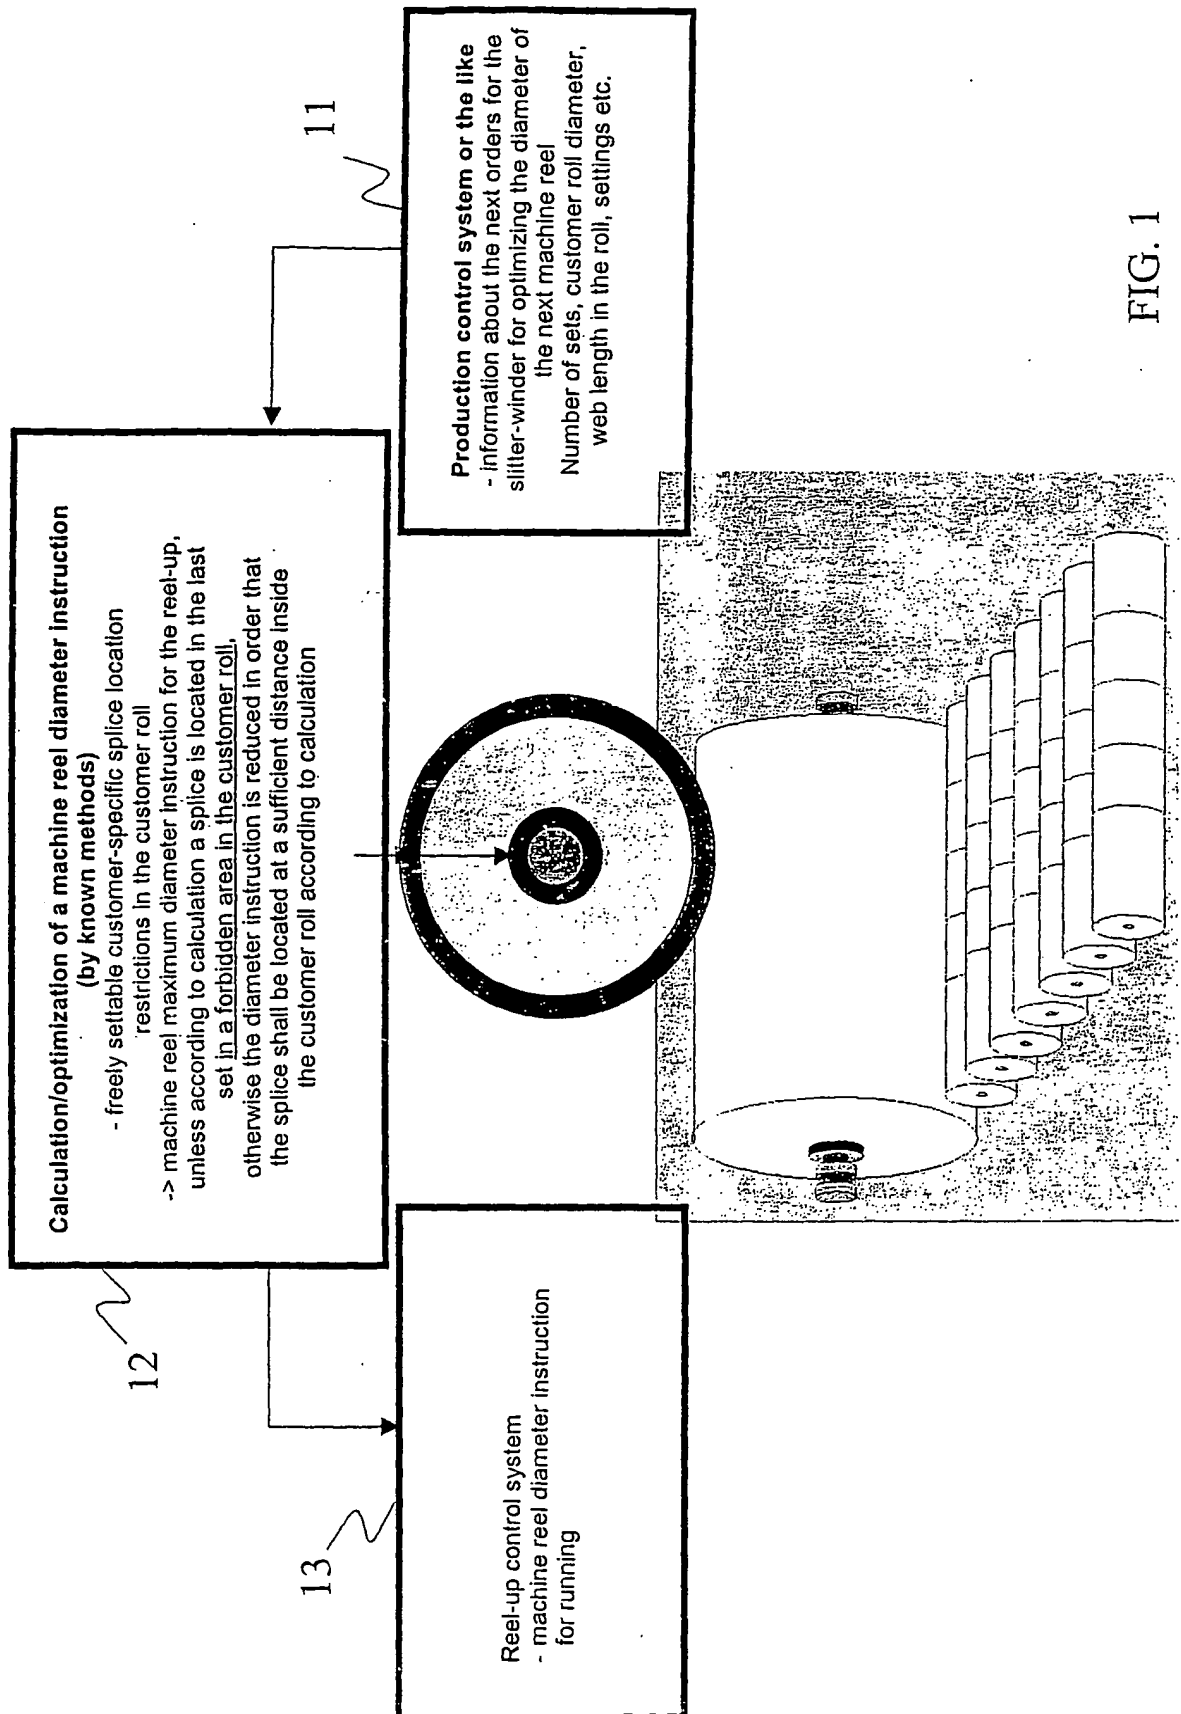 12
Calculation/optimization of a machine reel diameter instruction
(by known methods)
- freely settable customer-specific splice location
restrictions in the customer roll
-> machine reel maximum diameter instruction for the reel-up,
unless according to calculation a splice is located in the last
set in a forbidden area in the customer roll,
otherwise the diameter instruction is reduced in order that
the splice shall be located at a sufficient distance inside
the customer roll according to calculation
13
Reel-up control system
- machine reel diameter instruction
for running
11
Production control system or the like
- information about the next orders for the
slitter-winder for optimizing the diameter of
the next machine reel
Number of sets, customer roll diameter,
web length in the roll, settings etc.
FIG. 1